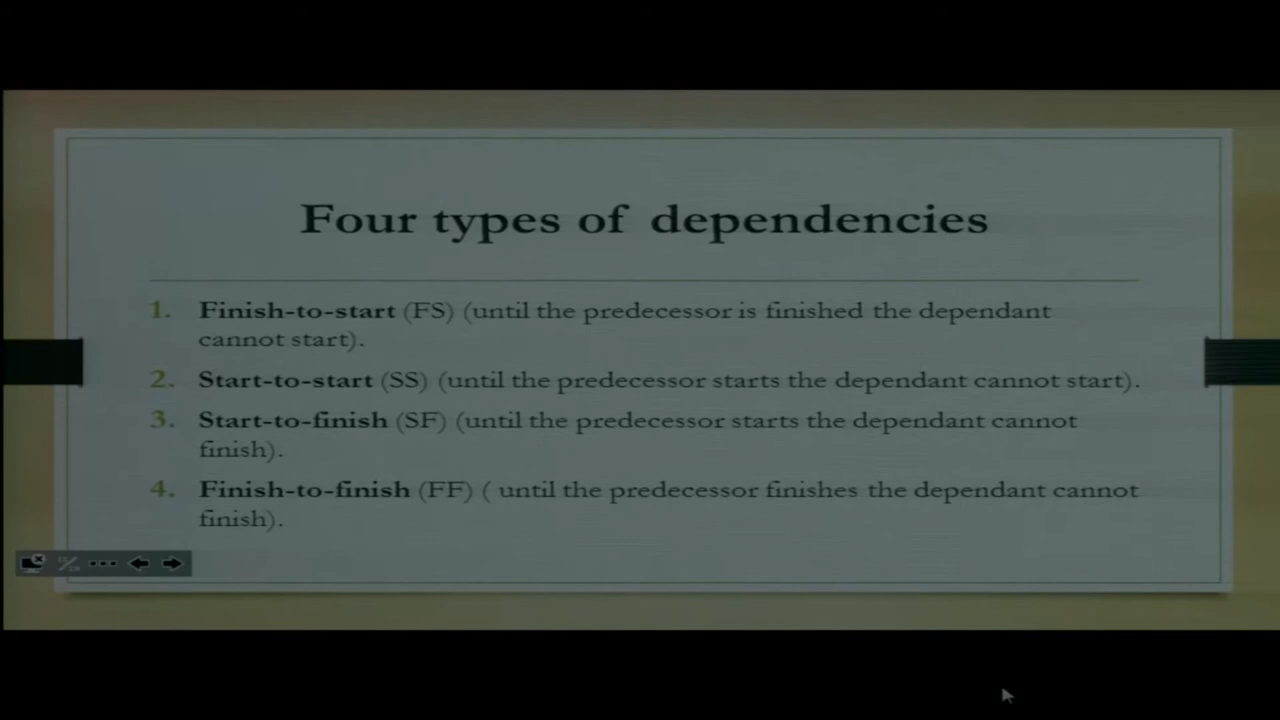 Four types of dependencies
1. Finish-to-start (FS) (until the predecessor is finished the dependant
cannot start).
2. Start-to-start (SS) (until the predecessor starts the dependant cannot start).
3. Start-to-finish (SF) (until the predecessor starts the dependant cannot
finish).
4. Finish-to-finish (FF) ( until the predecessor finishes the dependant cannot
finish).